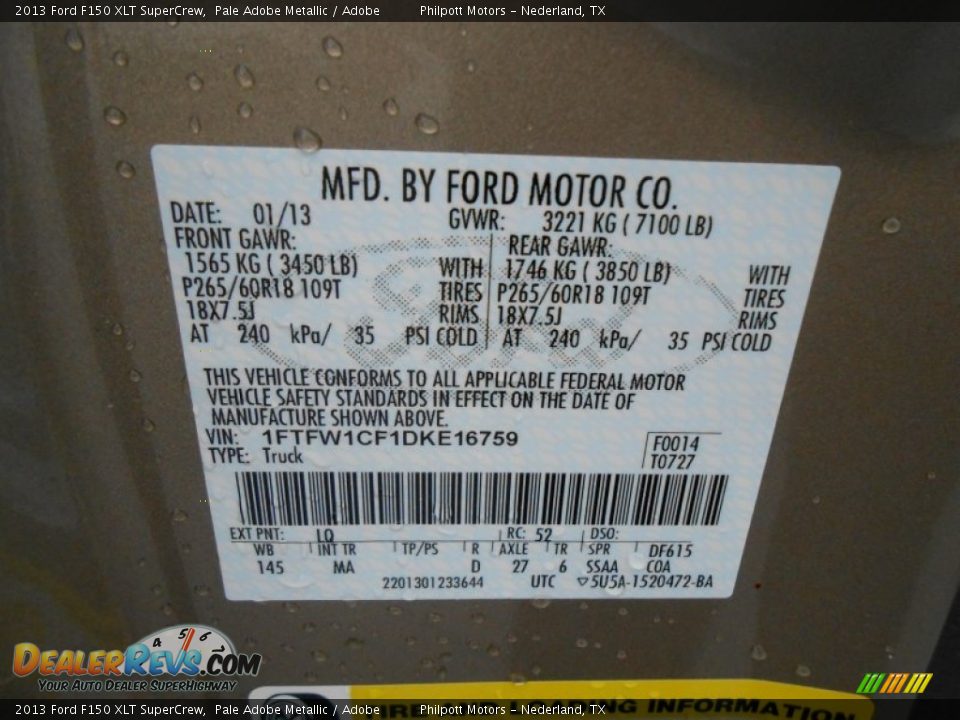 2013 Ford F150 XLT SuperCrew, Pale Adobe Metallic / Adobe Philpott Motors - Nederland, TX
MFD. BY FORD MOTOR CO.
DATE: 01/13 GVWR: 3221 KG ( 7100 LB)
FRONT GAWR: REAR GAWR:
1565 KG ( 3450 LB) WITH 1746 KG ( 3850 LB) WITH
P265/60R18 109T TIRES P265/60R18 109T TIRES
18X7.5J RIMS 18X7.5J RIMS
AT 240 kPa/ 35 PSI COLD AT 240 kPa/ 35 PSI COLD
THIS VEHICLE CONFORMS TO ALL APPLICABLE FEDERAL MOTOR
VEHICLE SAFETY STANDARDS IN EFFECT ON THE DATE OF
MANUFACTURE SHOWN ABOVE.
VIN: 1FTFW1CF1DKE16759 F0014
TYPE: Truck T0727
EXT PNT: LQ RC: 52 DSO:
WB INT TR TP/PS R AXLE TR SPR DF615
145 MA D 27 6 SSAA COA
2201301233644 UTC 5U5A-1520472-BA
Ford
4 5 6
DEALERREVS.COM
YOUR AUTO DEALER SUPERHIGHWAY
INFORMATION
2013 Ford F150 XLT SuperCrew, Pale Adobe Metallic / Adobe Philpott Motors - Nederland, TX